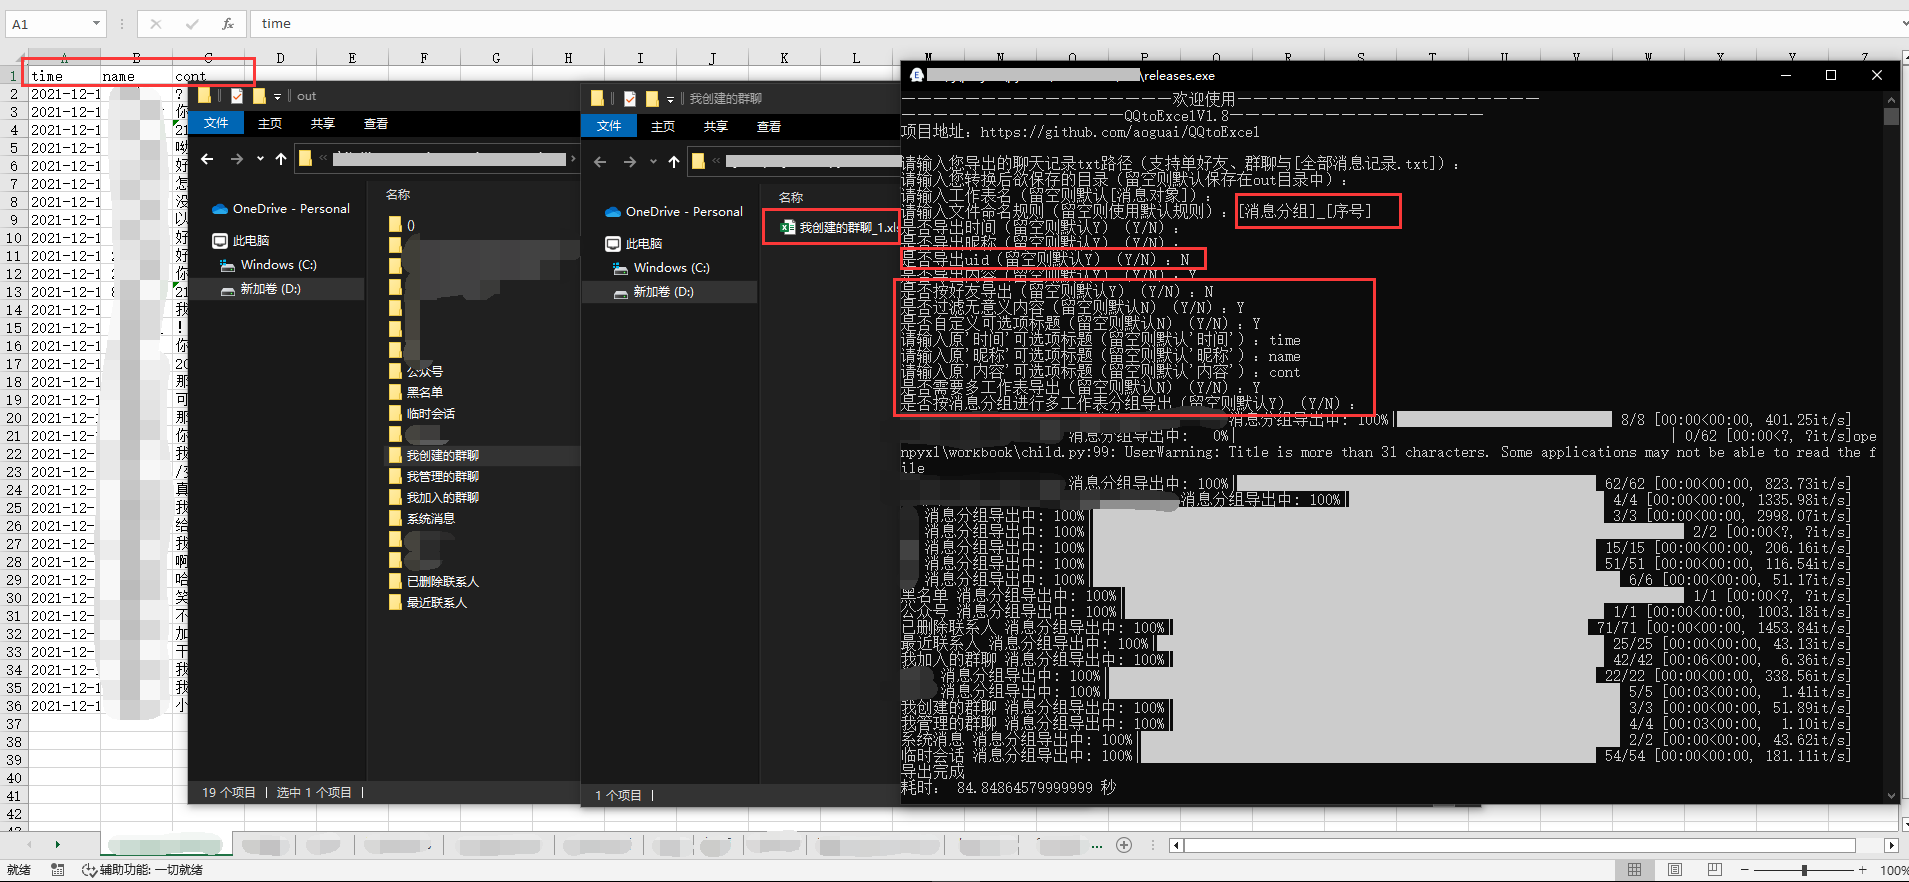 A1
time
A B C D E F G H I J K L M N O P Q R S T U V W X Y Z
1 time name cont
2 2021-12-1 ?
3 2021-12-1 你
4 2021-12-1 21
5 2021-12-1 呦
6 2021-12-1 好
7 2021-12-1 怎
8 2021-12-1 没
9 2021-12-1 以
10 2021-12-1 好
11 2021-12-1 2 好
12 2021-12-1 2 你
13 2021-12-1 8 21
14 2021-12-1 我
15 2021-12-1 !
16 2021-12-1 你
17 2021-12-1 20
18 2021-12-1 那
19 2021-12-1 可
20 2021-12-1 那
21 2021-12- 你
22 2021-12- 我
23 2021-12-
24 2021-12- 真
25 2021-12- 我
26 2021-12- 给
27 2021-12- 我
28 2021-12- 啊
29 2021-12- 哈
30 2021-12- 笑
31 2021-12- 不
32 2021-12- 加
33 2021-12- 干
34 2021-12- 我
35 2021-12-1 我
36 2021-12-1 小
37
38
39
40
41
42
out
文件 主页 共享 查看
名称
OneDrive - Personal
此电脑
Windows (C:)
新加卷 (D:)
()
公众号
黑名单
临时会话
我创建的群聊
我管理的群聊
我加入的群聊
系统消息
已删除联系人
最近联系人
19 个项目 选中 1 个项目
我创建的群聊
文件 主页 共享 查看
名称
OneDrive - Personal
此电脑
Windows (C:)
新加卷 (D:)
我创建的群聊_1.xls
1 个项目
\releases.exe
————————————————欢迎使用——————————————————
——————————————QQtoExcelV1.8————————————————
项目地址: https://github.com/aoguai/QQtoExcel
请输入您导出的聊天记录txt路径（支持单好友、群聊与[全部消息记录.txt]）:
请输入您转换后欲保存的目录（留空则默认保存在out目录中）:
请输入工作表名（留空则默认[消息对象]）:
请输入文件命名规则（留空则使用默认规则）: [消息分组]_[序号]
是否导出时间（留空则默认Y）（Y/N）:
是否导出昵称（留空则默认Y）（Y/N）:
是否导出uid（留空则默认Y）（Y/N）: N
是否导出内容（留空则默认Y）（Y/N）: Y
是否按好友导出（留空则默认Y）（Y/N）: N
是否过滤无意义内容（留空则默认N）（Y/N）: Y
是否自定义可选项标题（留空则默认N）（Y/N）: Y
请输入原'时间'可选项标题（留空则默认'时间'）: time
请输入原'昵称'可选项标题（留空则默认'昵称'）: name
请输入原'内容'可选项标题（留空则默认'内容'）: cont
是否需要多工作表导出（留空则默认N）（Y/N）: Y
是否按消息分组进行多工作表分组导出（留空则默认Y）（Y/N）:
消息分组导出中: 100%| 8/8 [00:00<00:00, 401.25it/s]
消息分组导出中: 0%| | 0/62 [00:00<?, ?it/s]ope
npyxl\workbook\child.py:99: UserWarning: Title is more than 31 characters. Some applications may not be able to read the f
ile
消息分组导出中: 100%| 62/62 [00:00<00:00, 823.73it/s]
消息分组导出中: 100%| 4/4 [00:00<00:00, 1335.98it/s]
消息分组导出中: 100%| 3/3 [00:00<00:00, 2998.07it/s]
消息分组导出中: 100%| 2/2 [00:00<?, ?it/s]
消息分组导出中: 100%| 15/15 [00:00<00:00, 206.16it/s]
消息分组导出中: 100%| 51/51 [00:00<00:00, 116.54it/s]
消息分组导出中: 100%| 6/6 [00:00<00:00, 51.17it/s]
黑名单 消息分组导出中: 100%| 1/1 [00:00<?, ?it/s]
公众号 消息分组导出中: 100%| 1/1 [00:00<00:00, 1003.18it/s]
已删除联系人 消息分组导出中: 100%| 71/71 [00:00<00:00, 1453.84it/s]
最近联系人 消息分组导出中: 100%| 25/25 [00:00<00:00, 43.13it/s]
我加入的群聊 消息分组导出中: 100%| 42/42 [00:06<00:00, 6.36it/s]
消息分组导出中: 100%| 22/22 [00:00<00:00, 338.56it/s]
消息分组导出中: 100%| 5/5 [00:03<00:00, 1.41it/s]
我创建的群聊 消息分组导出中: 100%| 3/3 [00:00<00:00, 51.89it/s]
我管理的群聊 消息分组导出中: 100%| 4/4 [00:03<00:00, 1.10it/s]
系统消息 消息分组导出中: 100%| 2/2 [00:00<00:00, 43.62it/s]
临时会话 消息分组导出中: 100%| 54/54 [00:00<00:00, 181.11it/s]
导出完成
耗时: 84.84864579999999 秒
就绪 辅助功能: 一切就绪 100%